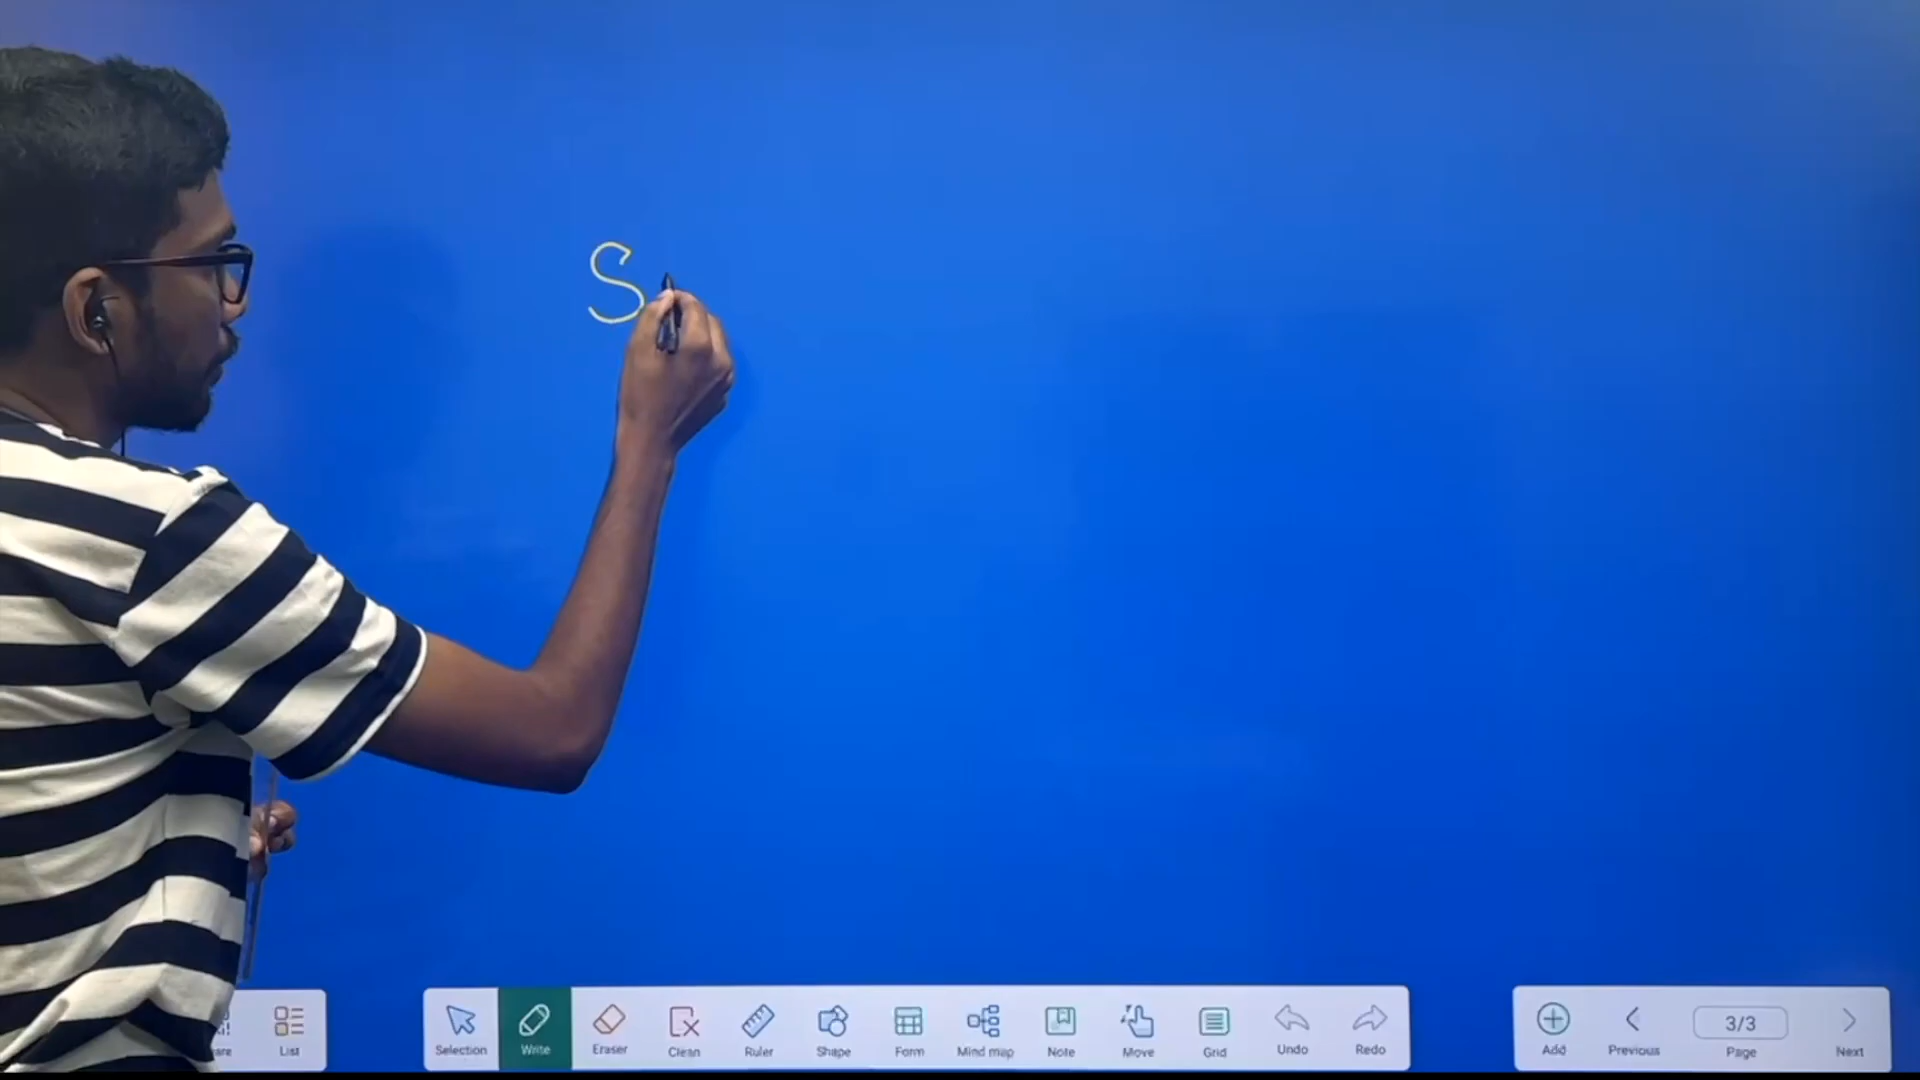 S
List
Selection
Write
Eraser
Clean
Ruler
Shape
Form
Mind map
Note
Move
Grid
Undo
Redo
Add
Previous
3/3
Page
Next